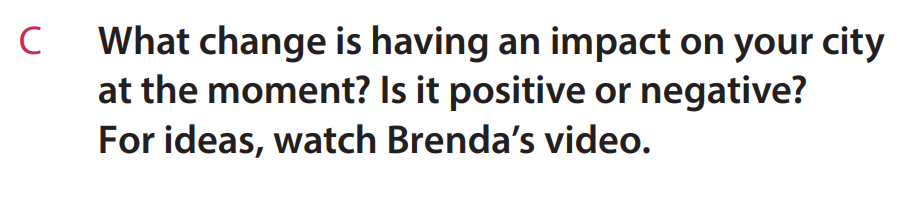 C What change is having an impact on your city
at the moment? Is it positive or negative?
For ideas, watch Brenda’s video.